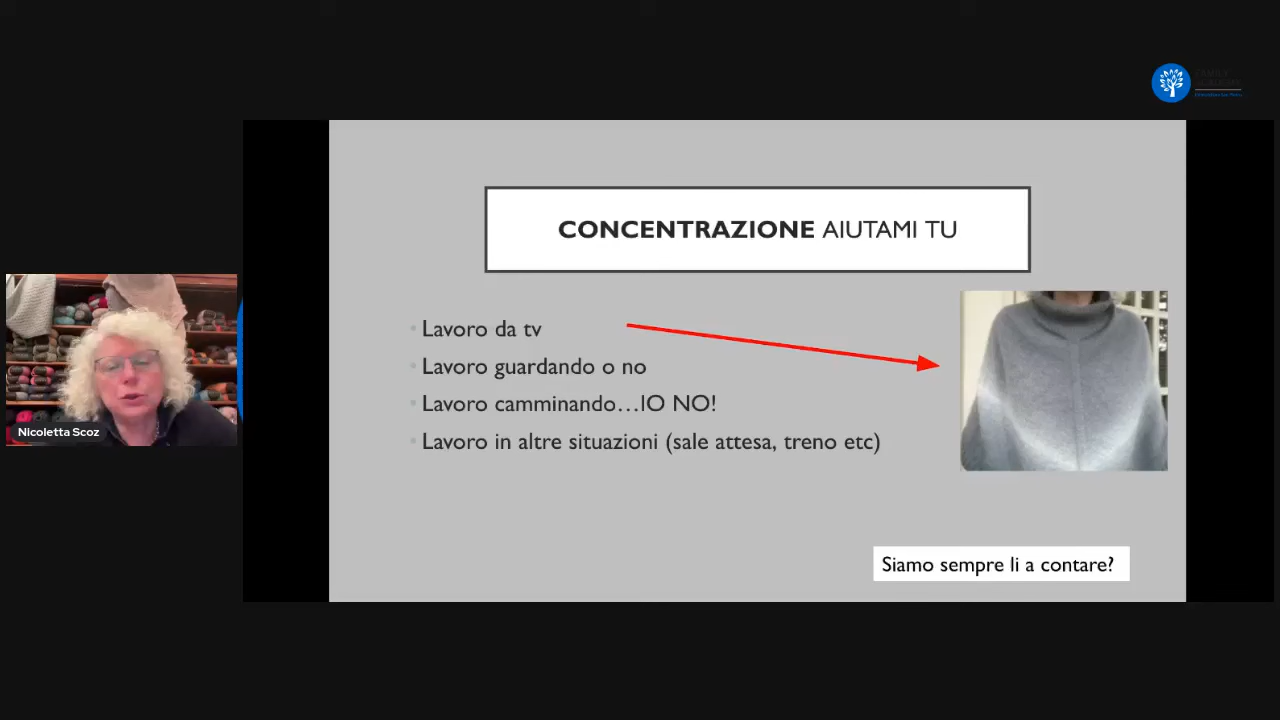 CONCENTRAZIONE AIUTAMI TU
Lavoro da tv
Lavoro guardando o no
Lavoro camminando...IO NO!
Lavoro in altre situazioni (sale attesa, treno etc)
Nicoletta Scoz
Siamo sempre li a contare?